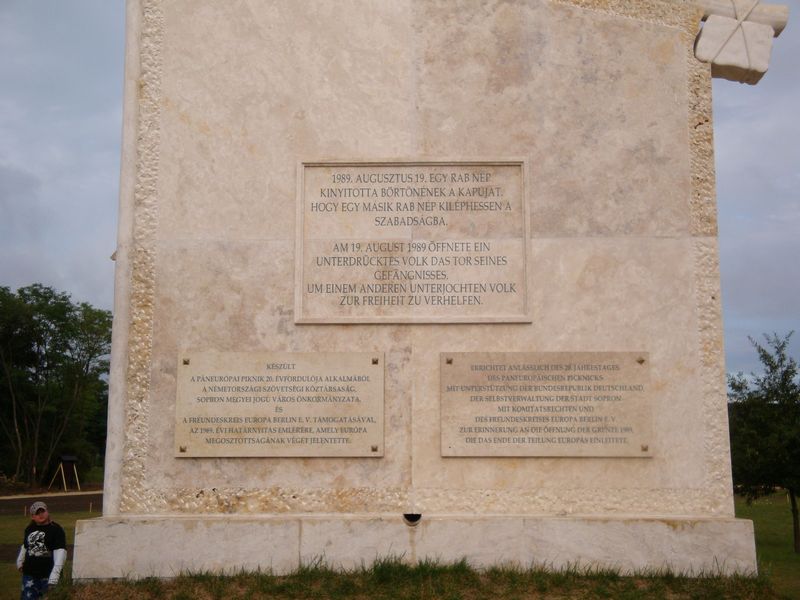 1989. AUGUSZTUS 19. EGY RAB NÉP
KINYITOTTA BÖRTÖNÉNEK A KAPUJÁT.
HOGY EGY MÁSIK RAB NÉP KILÉPHESSEN A
SZABADSÁGBA.
AM 19. AUGUST 1989 ÖFFNETE EIN
UNTERDRÜCKTES VOLK DAS TOR SEINES
GEFÄNGNISSES,
UM EINEM ANDEREN UNTERJOCHTEN VOLK
ZUR FREIHEIT ZU VERHELFEN.
KÉSZÜLT
A PÁNEURÓPAI PIKNIK 20. ÉVFORDULÓJA ALKALMÁBÓL
A NÉMETORSZÁGI SZÖVETSÉGI KÖZTÁRSASÁG,
SOPRON MEGYEI JOGÚ VÁROS ÖNKORMÁNYZATA,
ÉS
A FREUNDESKREIS EUROPA BERLIN E. V. TÁMOGATÁSÁVAL,
AZ 1989. ÉVI HATÁRNYITÁS EMLÉKÉRE, AMELY EURÓPA
MEGOSZTOTTSÁGÁNAK VÉGÉT JELENTETTE.
ERRICHTET ANLÄSSLICH DES 20. JAHRESTAGES
DES PANEUROPÄISCHEN PICKNICKS
MIT UNTERSTÜTZUNG DER BUNDESREPUBLIK DEUTSCHLAND,
DER SELBSTVERWALTUNG DER STADT SOPRON
MIT KOMITATSRECHTEN UND
DES FREUNDESKREISES EUROPA BERLIN E. V.
ZUR ERINNERUNG AN DIE ÖFFNUNG DER GRENZE 1989,
DIE DAS ENDE DER TEILUNG EUROPAS EINLEITETE.